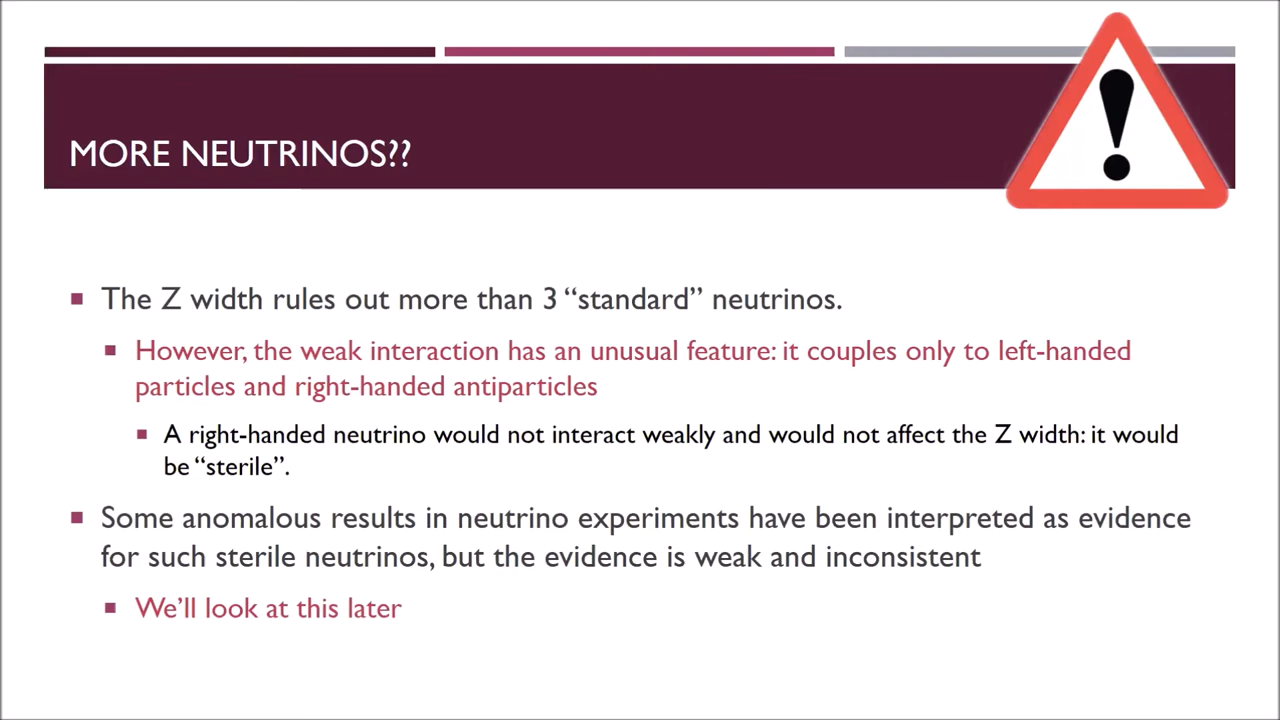 MORE NEUTRINOS??
The Z width rules out more than 3 “standard” neutrinos.
However, the weak interaction has an unusual feature: it couples only to left-handed
particles and right-handed antiparticles
A right-handed neutrino would not interact weakly and would not affect the Z width: it would
be “sterile”.
Some anomalous results in neutrino experiments have been interpreted as evidence
for such sterile neutrinos, but the evidence is weak and inconsistent
We’ll look at this later